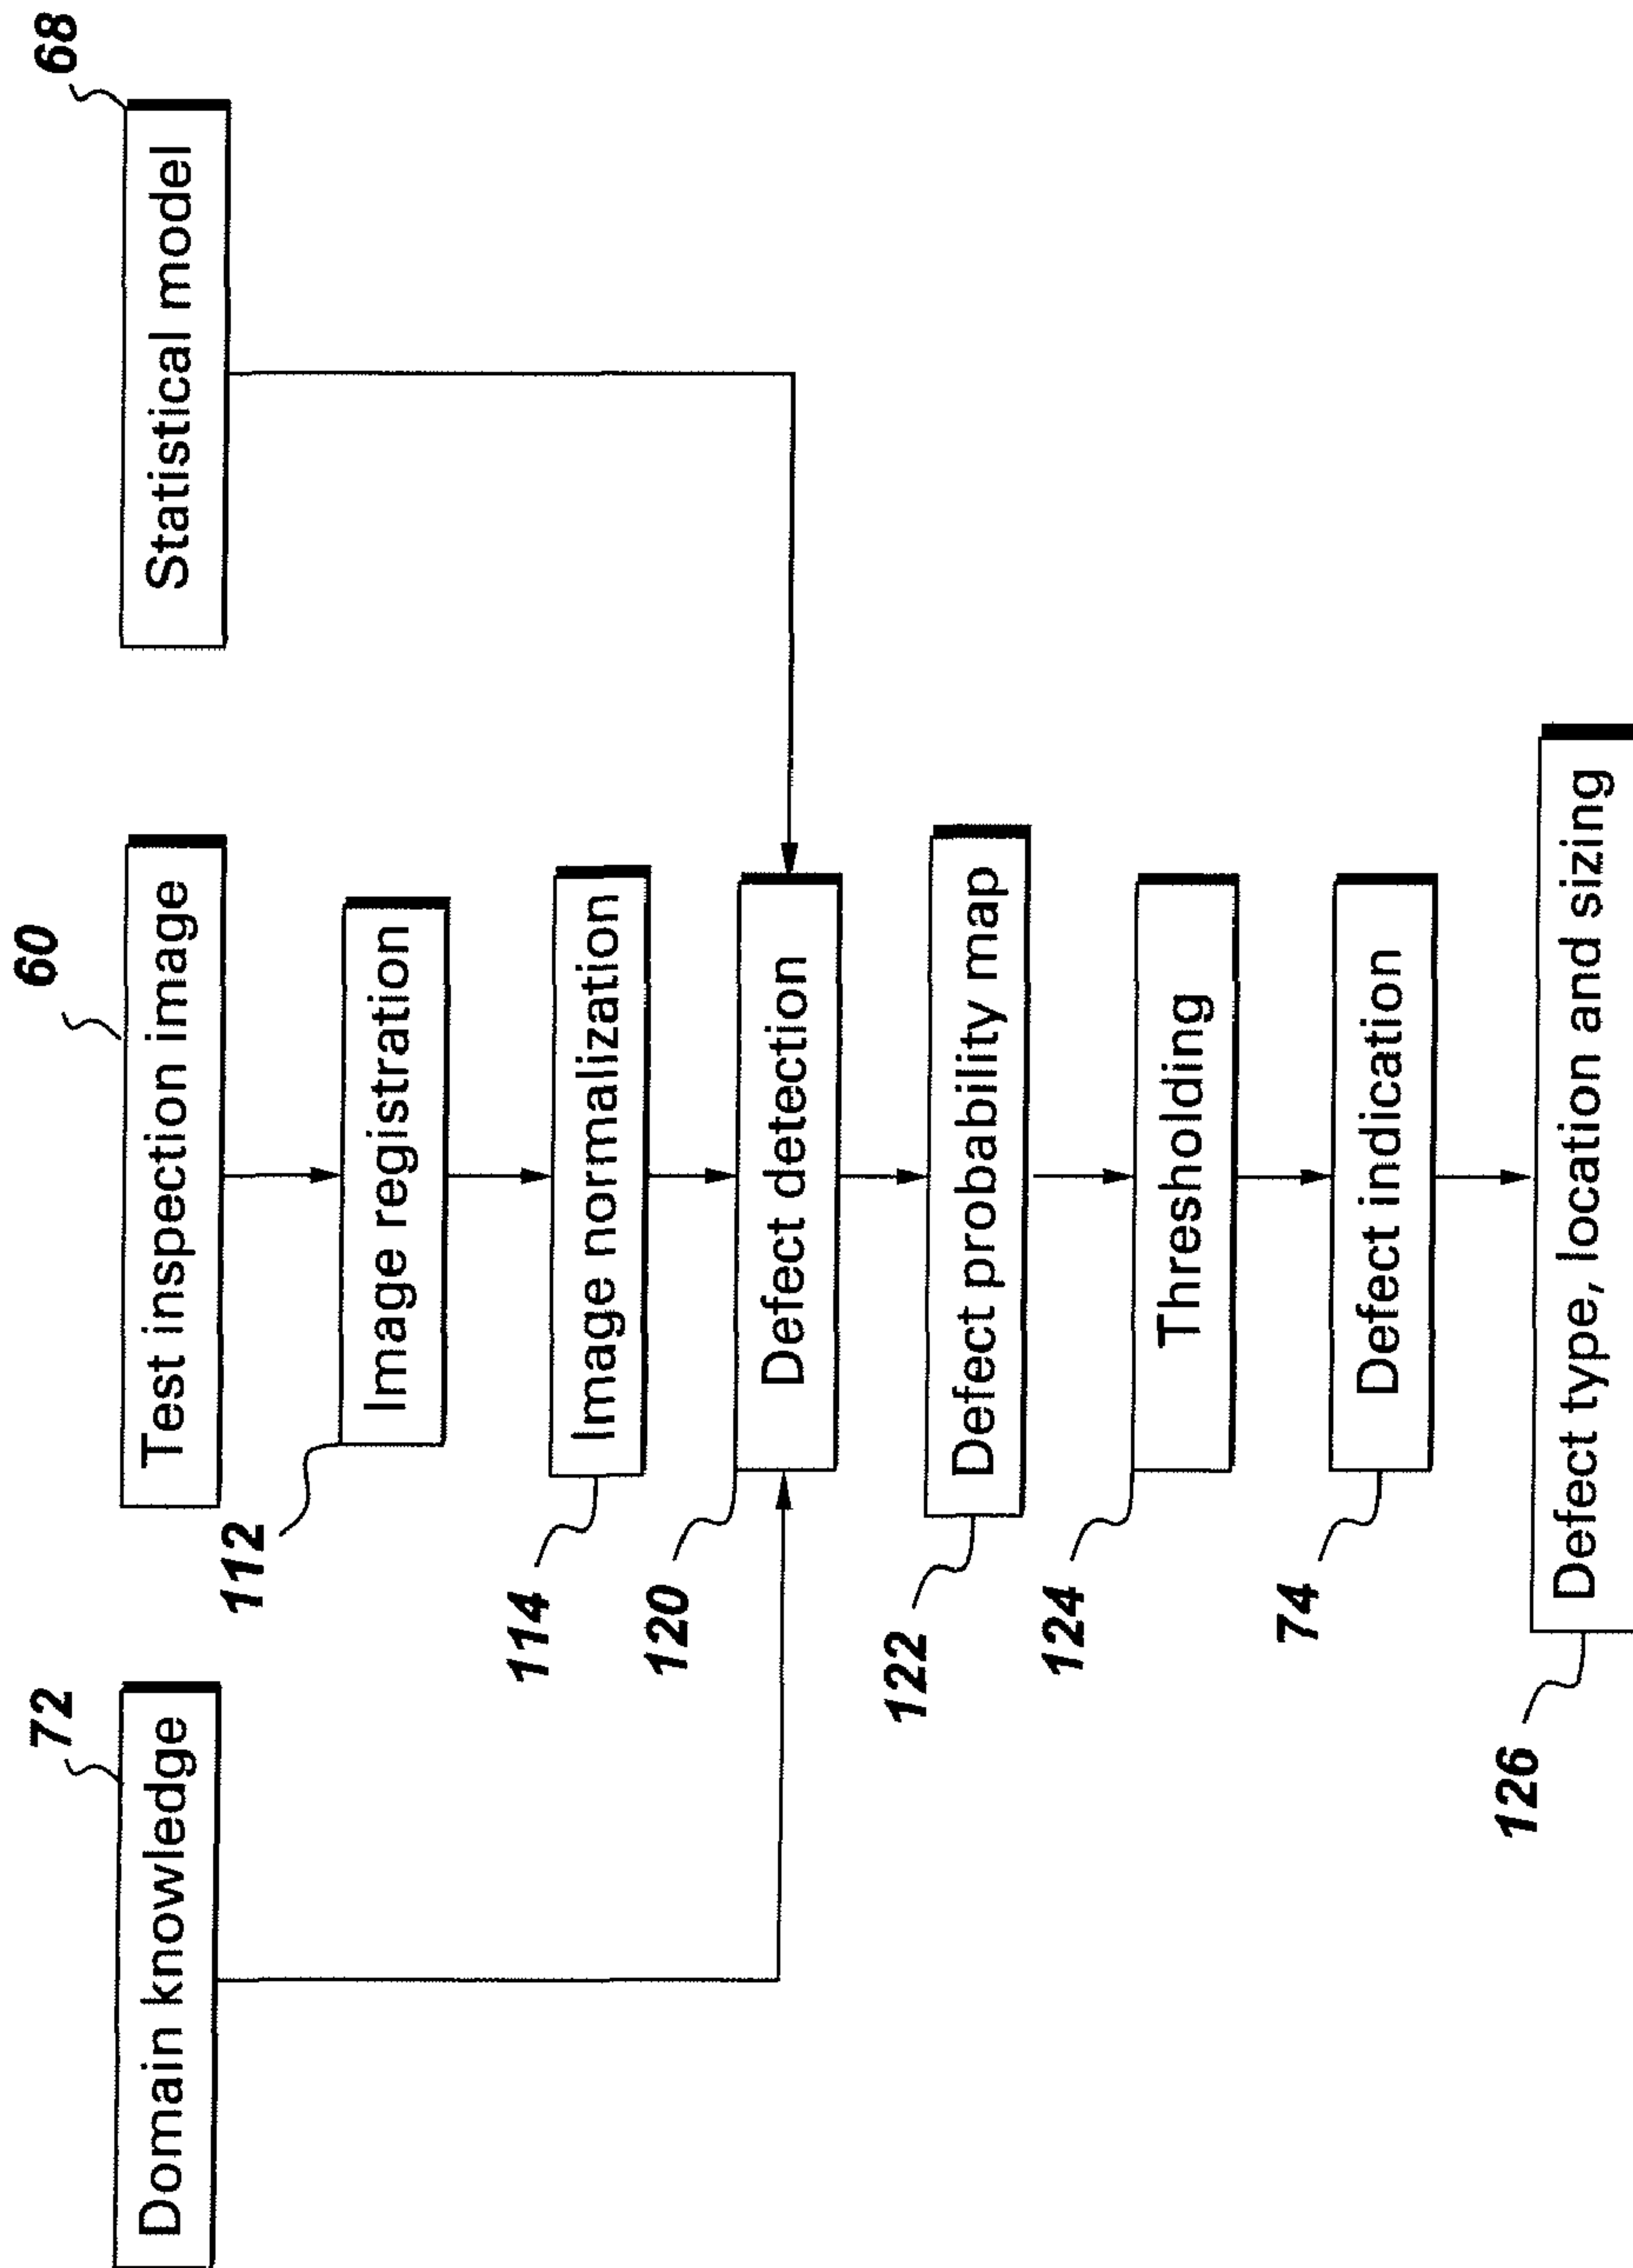 72
Domain knowledge
60
Test inspection image
68
Statistical model
112
Image registration
114
Image normalization
120
Defect detection
122
Defect probability map
124
Thresholding
74
Defect indication
126
Defect type, location and sizing